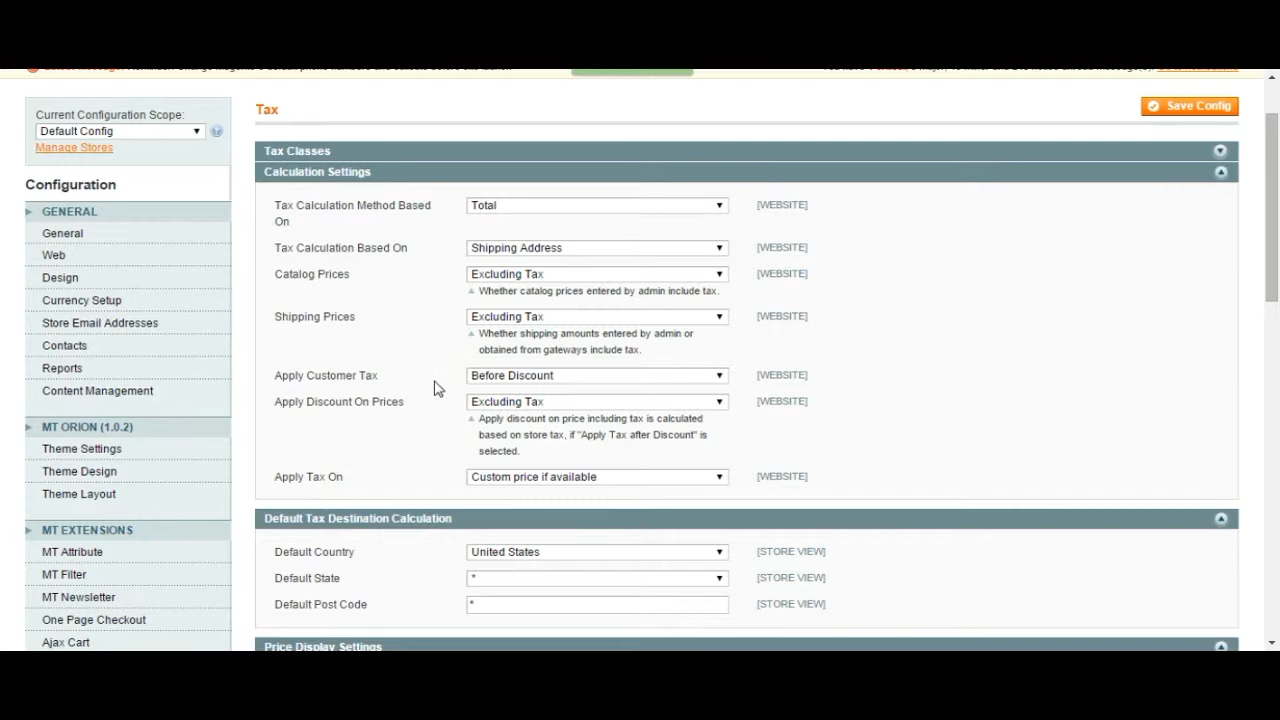 Current Configuration Scope:
Default Config
Manage Stores
Configuration
GENERAL
General
Web
Design
Currency Setup
Store Email Addresses
Contacts
Reports
Content Management
MT ORION (1.0.2)
Theme Settings
Theme Design
Theme Layout
MT EXTENSIONS
MT Attribute
MT Filter
MT Newsletter
One Page Checkout
Ajax Cart
Tax
Save Config
Tax Classes
Calculation Settings
Tax Calculation Method Based
On
Total
[WEBSITE]
Tax Calculation Based On
Shipping Address
[WEBSITE]
Catalog Prices
Excluding Tax
[WEBSITE]
Whether catalog prices entered by admin include tax.
Shipping Prices
Excluding Tax
[WEBSITE]
Whether shipping amounts entered by admin or
obtained from gateways include tax.
Apply Customer Tax
Before Discount
[WEBSITE]
Apply Discount On Prices
Excluding Tax
[WEBSITE]
Apply discount on price including tax is calculated
based on store tax, if "Apply Tax after Discount" is
selected.
Apply Tax On
Custom price if available
[WEBSITE]
Default Tax Destination Calculation
Default Country
United States
[STORE VIEW]
Default State
*
[STORE VIEW]
Default Post Code
*
[STORE VIEW]
Price Display Settings